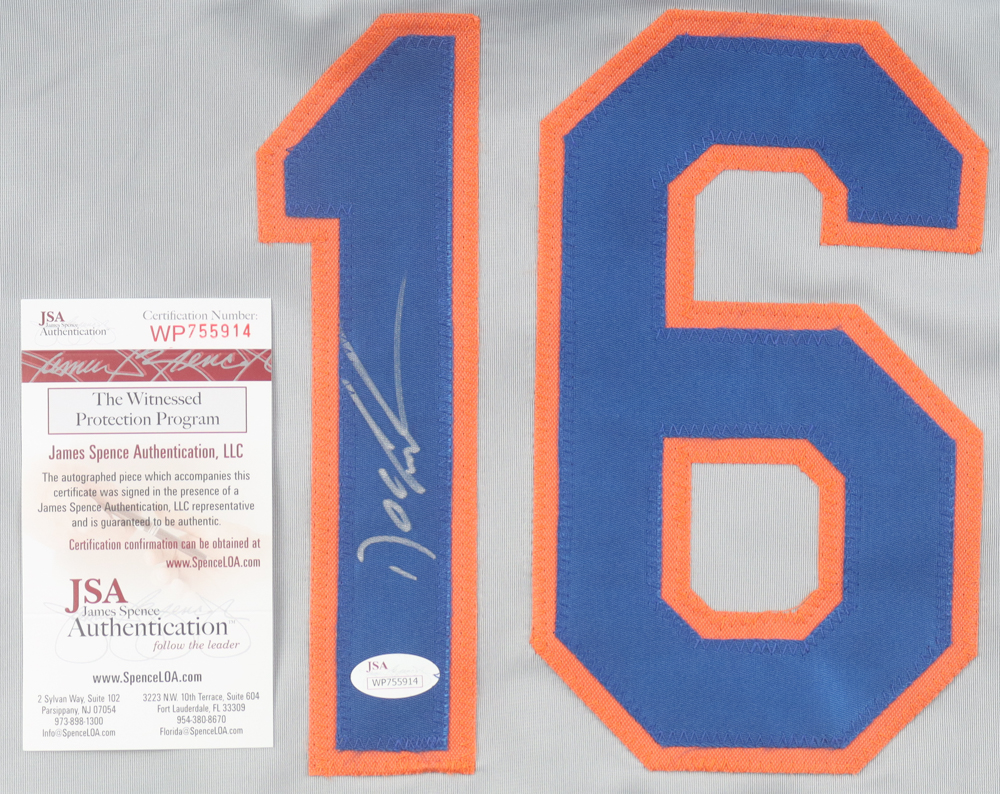 16
JSA
James Spence
Authentication
Certification Number:
WP755914
The Witnessed
Protection Program
James Spence Authentication, LLC
The autographed piece which accompanies this
certificate was signed in the presence of a
James Spence Authentication, LLC representative
and is guaranteed to be authentic.
Certification confirmation can be obtained at
www.SpenceLOA.com
JSA
James Spence
Authentication
follow the leader
www.SpenceLOA.com
2 Sylvan Way, Suite 102
Parsippany, NJ 07054
973-898-1300
Info@SpenceLOA.com
3223 N.W. 10th Terrace, Suite 604
Fort Lauderdale, FL 33309
954-380-8670
Florida@SpenceLOA.com
JSA
WP755914